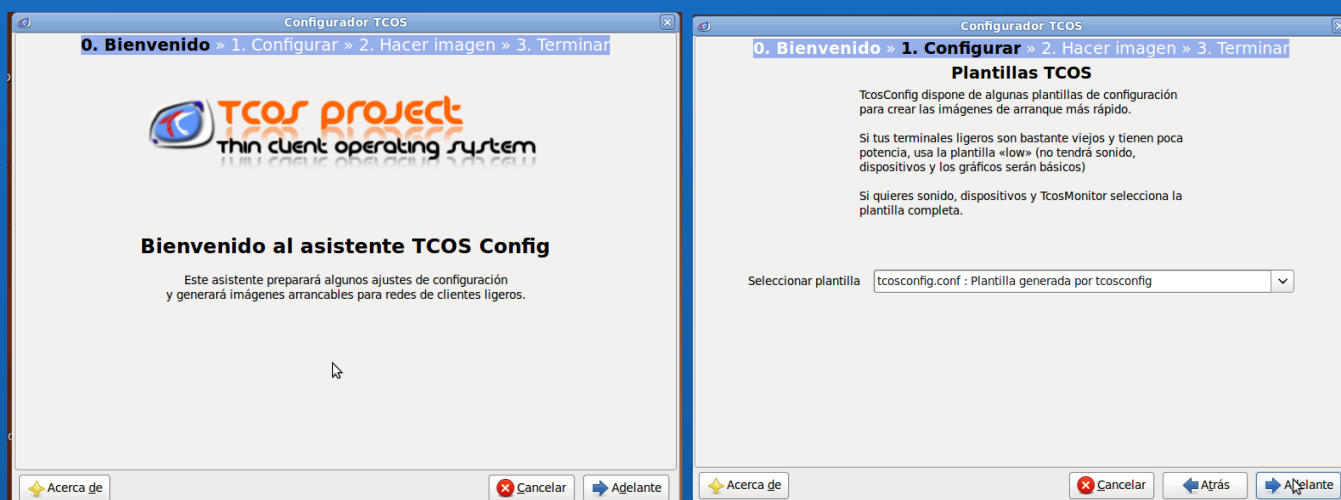 Configurador TCOS
0. Bienvenido » 1. Configurar » 2. Hacer imagen » 3. Terminar
TCOS PROJECT
Thin client operating system
Bienvenido al asistente TCOS Config
Este asistente preparará algunos ajustes de configuración
y generará imágenes arrancables para redes de clientes ligeros.
Acerca de
Cancelar
Adelante
Configurador TCOS
0. Bienvenido » 1. Configurar » 2. Hacer imagen » 3. Terminar
Plantillas TCOS
TcosConfig dispone de algunas plantillas de configuración
para crear las imágenes de arranque más rápido.
Si tus terminales ligeros son bastante viejos y tienen poca
potencia, usa la plantilla «low» (no tendrá sonido,
dispositivos y los gráficos serán básicos)
Si quieres sonido, dispositivos y TcosMonitor selecciona la
plantilla completa.
Seleccionar plantilla
tcosconfig.conf : Plantilla generada por tcosconfig
Acerca de
Cancelar
Atrás
Adelante